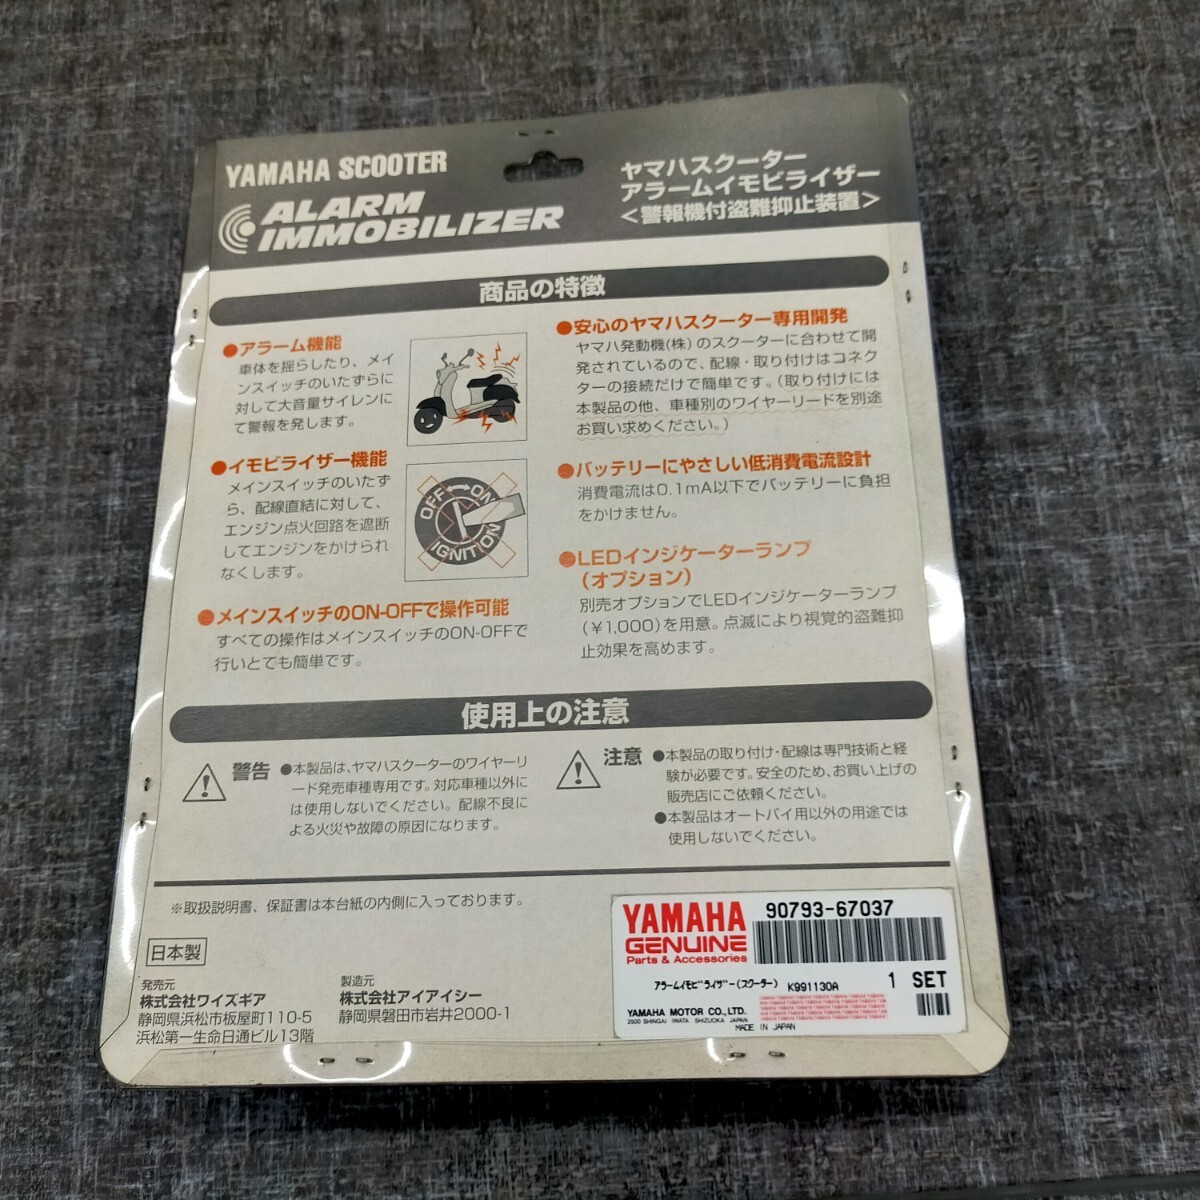 YAMAHA SCOOTER
ALARM
IMMOBILIZER
ヤマハスクーター
アラームイモビライザー
<警報機付盗難抑止装置>
商品の特徴
●アラーム機能
車体を揺らしたり、メイ
ンスイッチのいたずらに
対して大音量サイレンに
て警報を発します。
●イモビライザー機能
メインスイッチのいたず
ら、配線直結に対して、
エンジン点火回路を遮断
してエンジンをかけられ
なくします。
OFF ON
IGNITION
●メインスイッチのON-OFFで操作可能
すべての操作はメインスイッチのON-OFFで
行いとても簡単です。
●安心のヤマハスクーター専用開発
ヤマハ発動機(株)のスクーターに合わせて開
発されているので、配線・取り付けはコネク
ターの接続だけで簡単です。(取り付けには
本製品の他、車種別のワイヤーリードを別途
お買い求めください。)
●バッテリーにやさしい低消費電流設計
消費電流は0.1mA以下でバッテリーに負担
をかけません。
●LEDインジケーターランプ
(オプション)
別売オプションでLEDインジケーターランプ
(￥1,000)を用意。点滅により視覚的盗難抑
止効果を高めます。
使用上の注意
警告
●本製品は、ヤマハスクーターのワイヤーリ
ード発売車種専用です。対応車種以外に
は使用しないでください。配線不良に
よる火災や故障の原因になります。
注意
●本製品の取り付け・配線は専門技術と経
験が必要です。安全のため、お買い上げの
販売店にご依頼ください。
●本製品はオートバイ用以外の用途では
使用しないでください。
※取扱説明書、保証書は本台紙の内側に入っております。
日本製
発売元
株式会社ワイズギア
静岡県浜松市板屋町110-5
浜松第一生命日通ビル13階
製造元
株式会社アイアイシー
静岡県磐田市岩井2000-1
YAMAHA
GENUINE
Parts & Accessories
90793-67037
アラームイモビライザー(スクーター) K991130A
1 SET
YAMAHA MOTOR CO.,LTD.
2500 SHINGAI IWATA SHIZUOKA JAPAN
MADE IN JAPAN